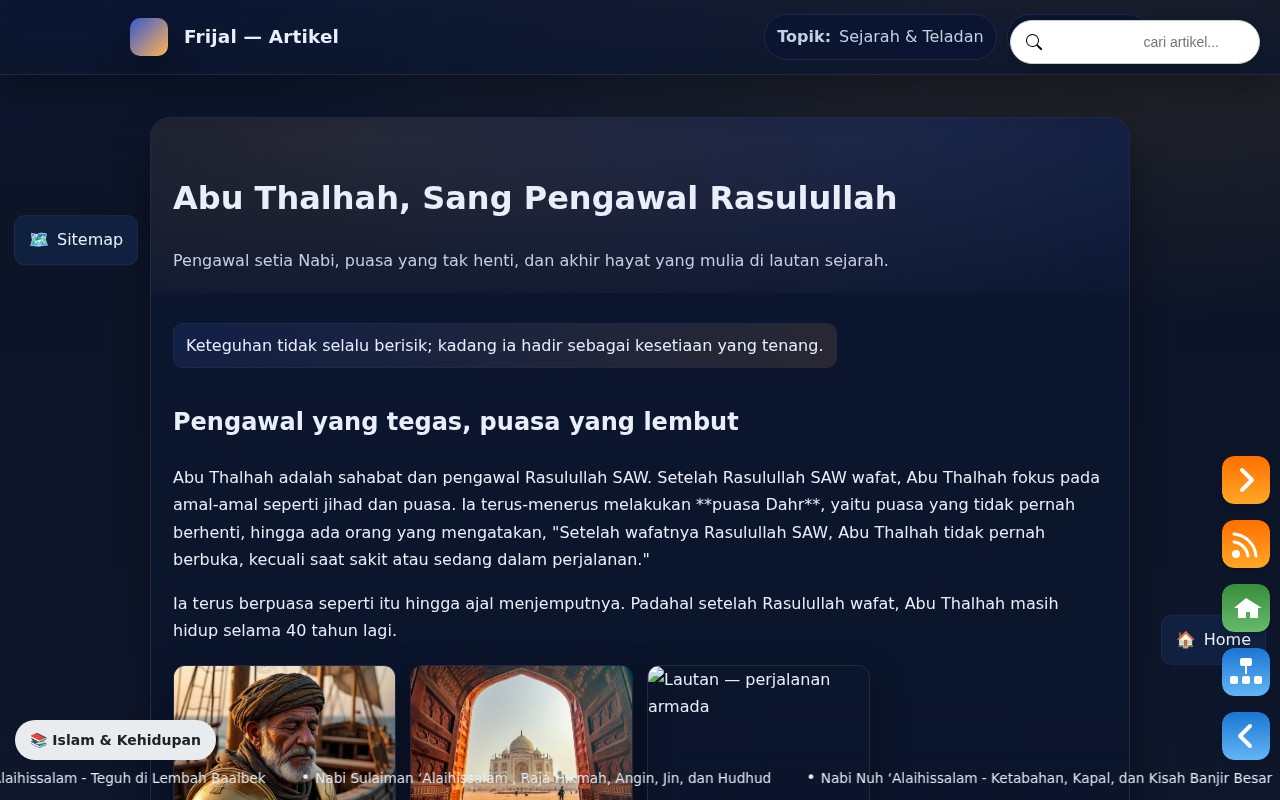 Frijal — Artikel
Topik: Sejarah & Teladan
cari artikel...
Abu Thalhah, Sang Pengawal Rasulullah
🗺️ Sitemap
Pengawal setia Nabi, puasa yang tak henti, dan akhir hayat yang mulia di lautan sejarah.
Keteguhan tidak selalu berisik; kadang ia hadir sebagai kesetiaan yang tenang.
Pengawal yang tegas, puasa yang lembut
Abu Thalhah adalah sahabat dan pengawal Rasulullah SAW. Setelah Rasulullah SAW wafat, Abu Thalhah fokus pada
amal-amal seperti jihad dan puasa. Ia terus-menerus melakukan **puasa Dahr**, yaitu puasa yang tidak pernah
berhenti, hingga ada orang yang mengatakan, "Setelah wafatnya Rasulullah SAW, Abu Thalhah tidak pernah
berbuka, kecuali saat sakit atau sedang dalam perjalanan."
Ia terus berpuasa seperti itu hingga ajal menjemputnya. Padahal setelah Rasulullah wafat, Abu Thalhah masih
hidup selama 40 tahun lagi.
🏠 Home
Lautan — perjalanan
armada
📚 Islam & Kehidupan
laihissalam - Teguh di Lembah Baalbek • Nabi Sulaiman ‘Alaihissalam , Raja Hikmah, Angin, Jin, dan Hudhud • Nabi Nuh ‘Alaihissalam - Ketabahan, Kapal, dan Kisah Banjir Besar